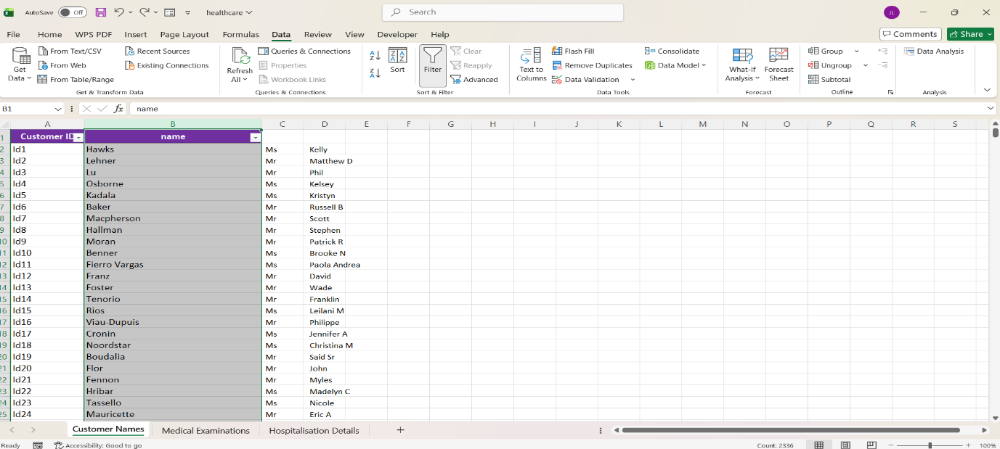 AutoSave Off healthcare Search JL
File Home WPS PDF Insert Page Layout Formulas Data Review View Developer Help Comments Share
Get Data From Text/CSV From Web From Table/Range Recent Sources Existing Connections
Get & Transform Data
Refresh All Queries & Connections Properties Workbook Links
Queries & Connections
Sort Filter Clear Reapply Advanced
Sort & Filter
Text to Columns Flash Fill Remove Duplicates Data Validation Consolidate Data Model
Data Tools
What-If Analysis Forecast Sheet
Forecast
Group Ungroup Subtotal
Outline
Data Analysis
Analysis
B1 fx name
A B C D E F G H I J K L M N O P Q R S
1 Customer ID name
2 Id1 Hawks Ms Kelly
3 Id2 Lehner Mr Matthew D
4 Id3 Lu Mr Phil
5 Id4 Osborne Ms Kelsey
6 Id5 Kadala Ms Kristyn
7 Id6 Baker Mr Russell B
8 Id7 Macpherson Mr Scott
9 Id8 Hallman Mr Stephen
10 Id9 Moran Mr Patrick R
11 Id10 Benner Ms Brooke N
12 Id11 Fierro Vargas Ms Paola Andrea
13 Id12 Franz Mr David
14 Id13 Foster Mr Wade
15 Id14 Tenorio Mr Franklin
16 Id15 Rios Ms Leilani M
17 Id16 Viau-Dupuis Mr Philippe
18 Id17 Cronin Ms Jennifer A
19 Id18 Noordstar Ms Christina M
20 Id19 Boudalia Mr Said Sr
21 Id20 Flor Mr John
22 Id21 Fennon Mr Myles
23 Id22 Hribar Ms Madelyn C
24 Id23 Tassello Ms Nicole
25 Id24 Mauricette Mr Eric A
Customer Names Medical Examinations Hospitalisation Details
Ready Accessibility: Good to go Count: 2336 100%